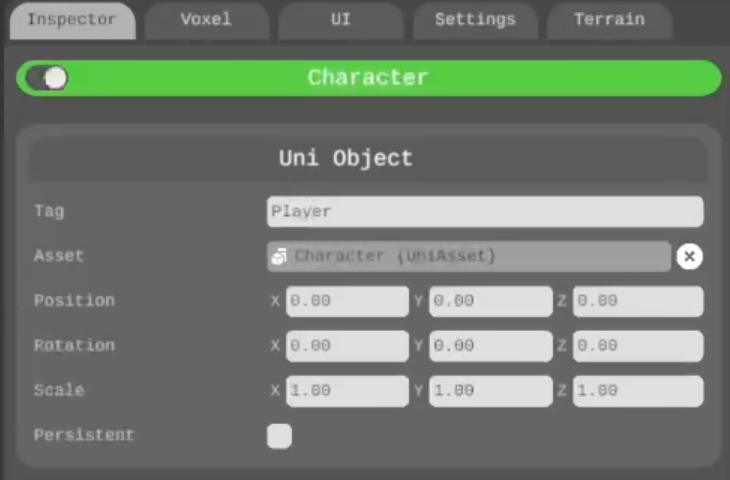 Inspector Voxel UI Settings Terrain
Character
Uni Object
Tag Player
Asset Character (UniAsset)
Position X 0.00 Y 0.00 Z 0.00
Rotation X 0.00 Y 0.00 Z 0.00
Scale X 1.00 Y 1.00 Z 1.00
Persistent